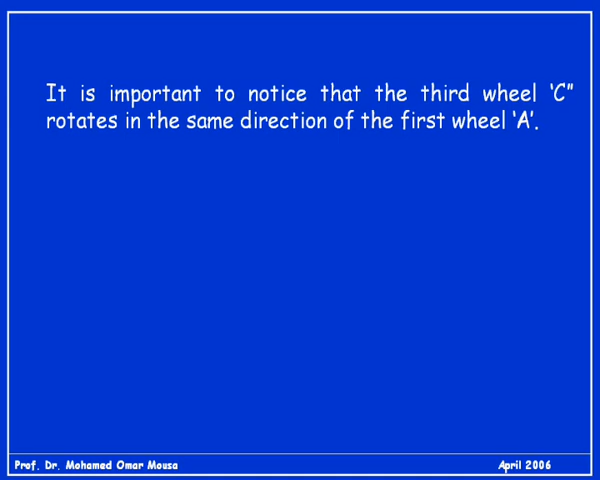 It is important to notice that the third wheel ‘C”
rotates in the same direction of the first wheel ‘A’.
Prof. Dr. Mohamed Omar Mousa
April 2006